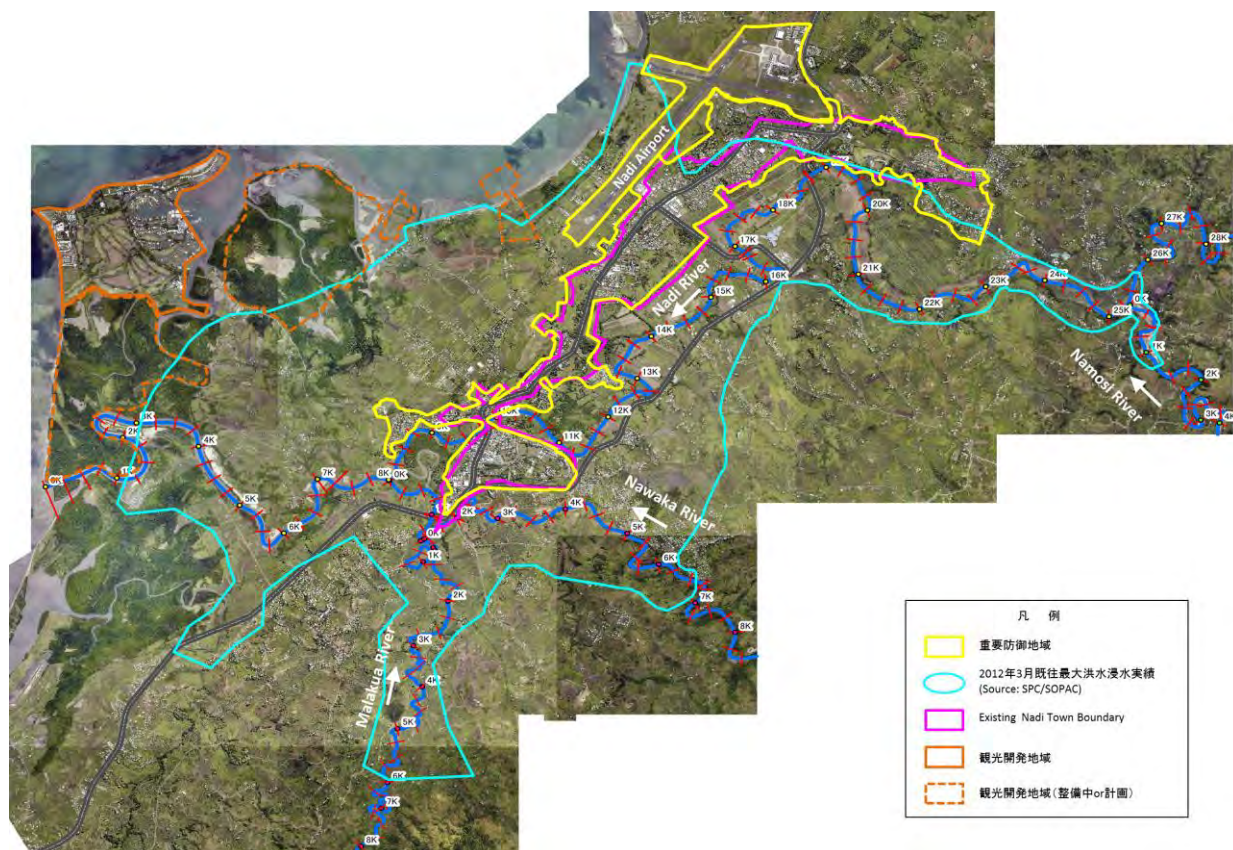 Nadi Airport
27K
28K
26K
18K
20K
17K
16K
21K
23K
24K
15K
22K
25K
0K
Nadi River
14K
1K
2K
Namosi River
3K
4K
13K
12K
10K
11K
3K
2K
4K
1K
0K
7K
8K
0K
5K
6K
2K
3K
4K
Nawaka River
5K
0K
1K
6K
2K
7K
8K
3K
4K
Malakua River
5K
6K
7K
8K
凡 例
重要防御地域
2012年3月既往最大洪水浸水実績
(Source: SPC/SOPAC)
Existing Nadi Town Boundary
観光開発地域
観光開発地域(整備中or計画)